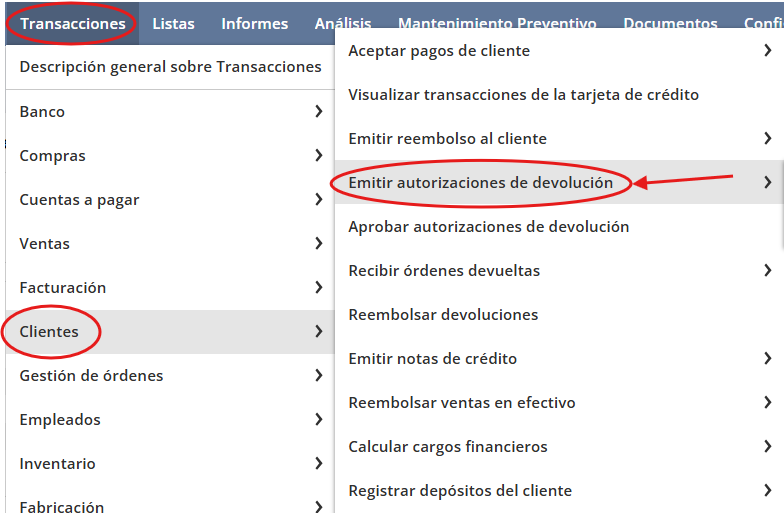 Transacciones Listas Informes Análisis Mantenimiento Preventivo Documentos
Descripción general sobre Transacciones
Banco
Compras
Cuentas a pagar
Ventas
Facturación
Clientes
Gestión de órdenes
Empleados
Inventario
Fabricación
Aceptar pagos de cliente
Visualizar transacciones de la tarjeta de crédito
Emitir reembolso al cliente
Emitir autorizaciones de devolución
Aprobar autorizaciones de devolución
Recibir órdenes devueltas
Reembolsar devoluciones
Emitir notas de crédito
Reembolsar ventas en efectivo
Calcular cargos financieros
Registrar depósitos del cliente